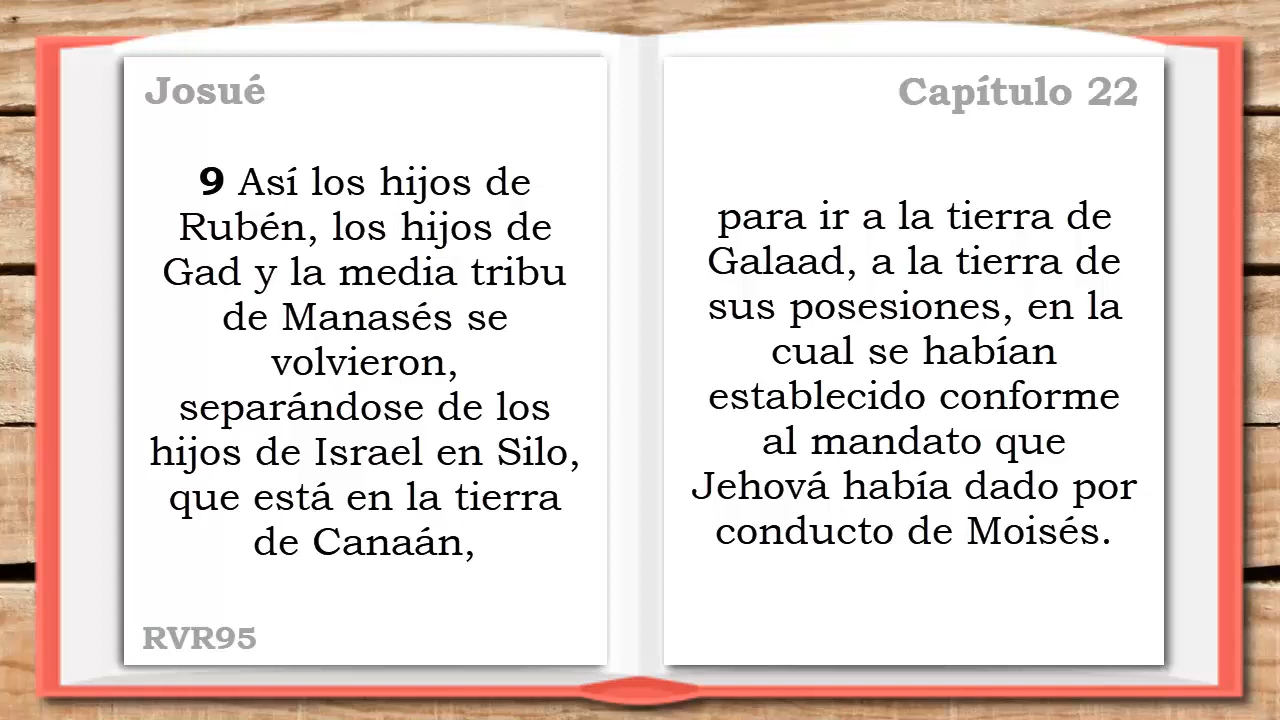 Josué
9 Así los hijos de
Rubén, los hijos de
Gad y la media tribu
de Manasés se
volvieron,
separándose de los
hijos de Israel en Silo,
que está en la tierra
de Canaán,
RVR95
Capítulo 22
para ir a la tierra de
Galaad, a la tierra de
sus posesiones, en la
cual se habían
establecido conforme
al mandato que
Jehová había dado por
conducto de Moisés.